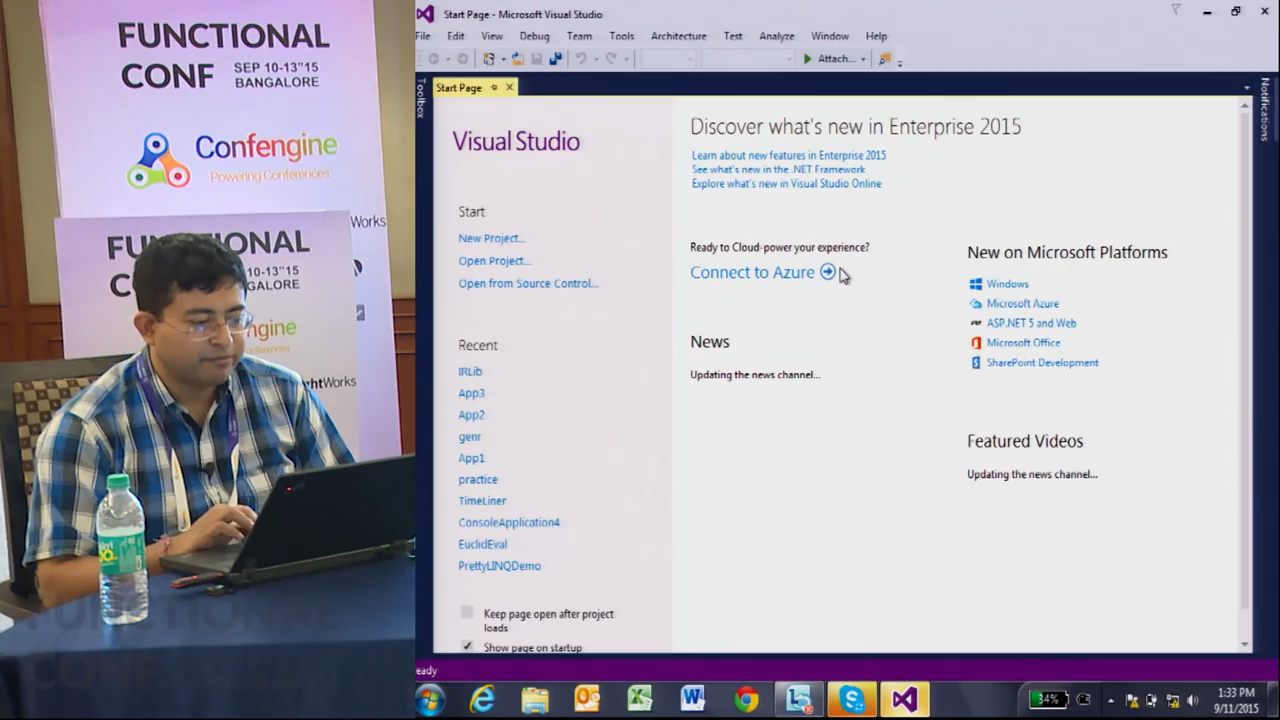 FUNCTIONAL
CONF SEP 10-13"15
BANGALORE
Confengine
Powering Conferences
Works
10-13"15
Start Page - Microsoft Visual Studio
File Edit View Debug Team Tools Architecture Test Analyze Window Help
Attach...
Toolbox
Start Page
Notifications
Visual Studio
Start
New Project...
Open Project...
Open from Source Control...
Recent
IRLib
App3
App2
genr
App1
practice
TimeLiner
ConsoleApplication4
EuclidEval
PrettyLINQDemo
Keep page open after project
loads
Show page on startup
Discover what's new in Enterprise 2015
Learn about new features in Enterprise 2015
See what's new in the .NET Framework
Explore what's new in Visual Studio Online
Ready to Cloud-power your experience?
Connect to Azure
News
Updating the news channel...
New on Microsoft Platforms
Windows
Microsoft Azure
ASP.NET 5 and Web
Microsoft Office
SharePoint Development
Featured Videos
Updating the news channel...
eady
34%
1:33 PM
9/11/2015